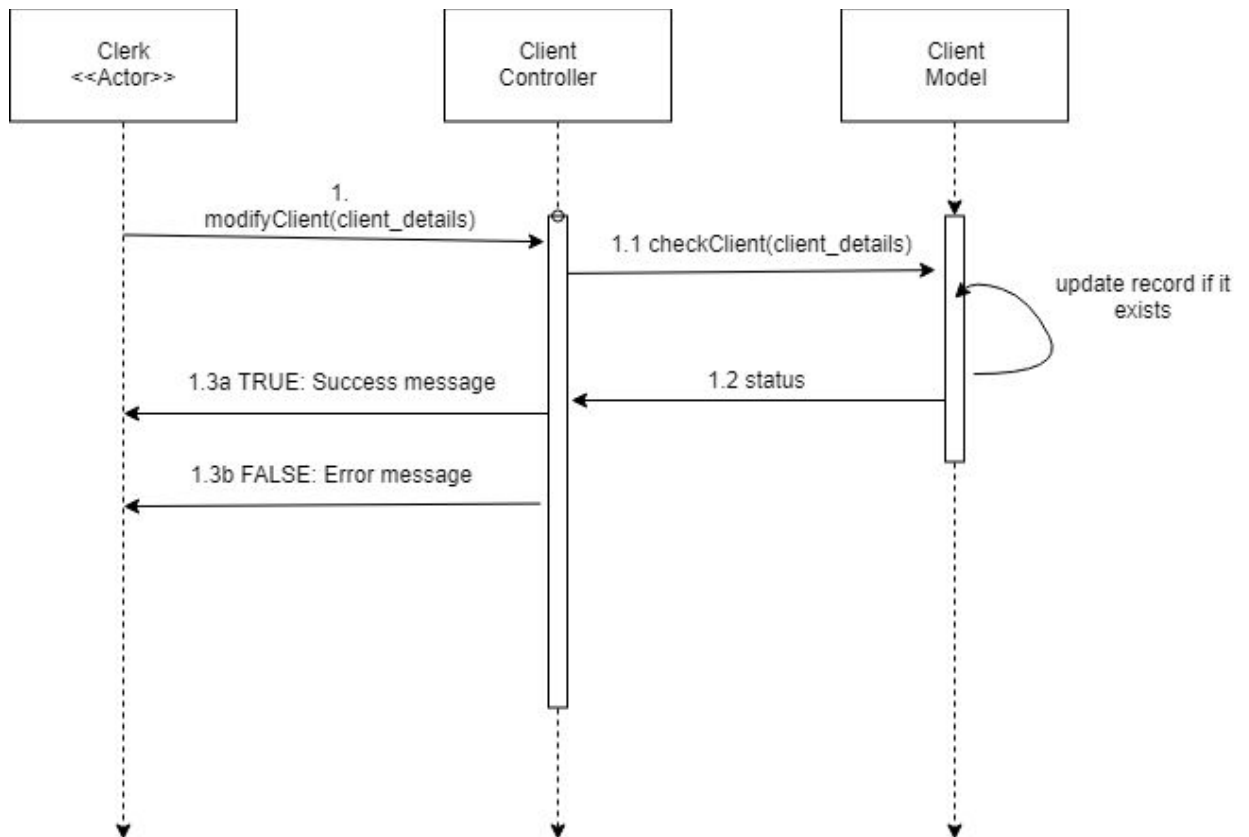 Clerk
<<Actor>>
Client
Controller
Client
Model
1.
modifyClient(client_details)
1.1 checkClient(client_details)
update record if it
exists
1.3a TRUE: Success message
1.2 status
1.3b FALSE: Error message